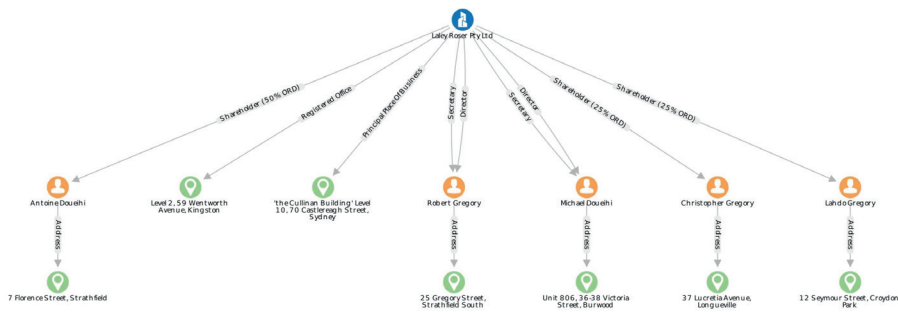 Laley Roser Pty Ltd
Shareholder (50% ORD)
Registered Office
Principal Place Of Business
Secretary
Director
Director
Secretary
Shareholder (25% ORD)
Shareholder (25% ORD)
Antoine Doueihi
Level 2, 59 Wentworth
Avenue, Kingston
'the Cullinan Building' Level
10, 70 Castlereagh Street,
Sydney
Robert Gregory
Michael Doueihi
Christopher Gregory
Lahdo Gregory
Address
Address
Address
Address
Address
7 Florence Street, Strathfield
25 Gregory Street,
Strathfield South
Unit 806, 36-38 Victoria
Street, Burwood
37 Lucretia Avenue,
Longueville
12 Seymour Street, Croydon
Park